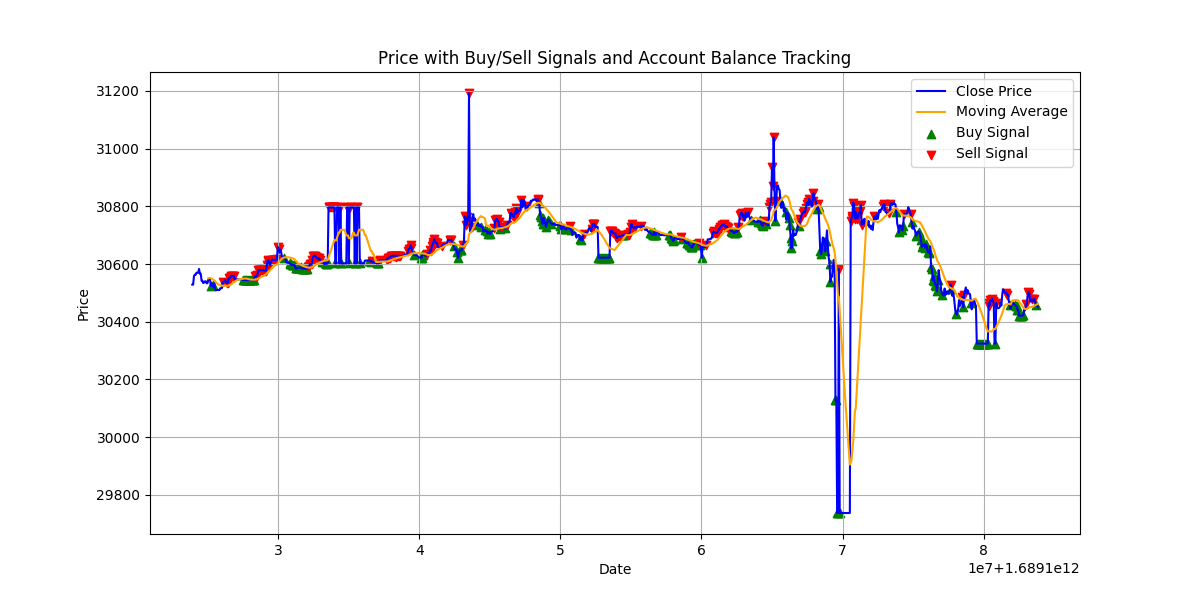 Price with Buy/Sell Signals and Account Balance Tracking
Close Price
Moving Average
Buy Signal
Sell Signal
31200
31000
30800
30600
30400
30200
30000
29800
Price
3 4 5 6 7 8
Date
1e7+1.6891e12